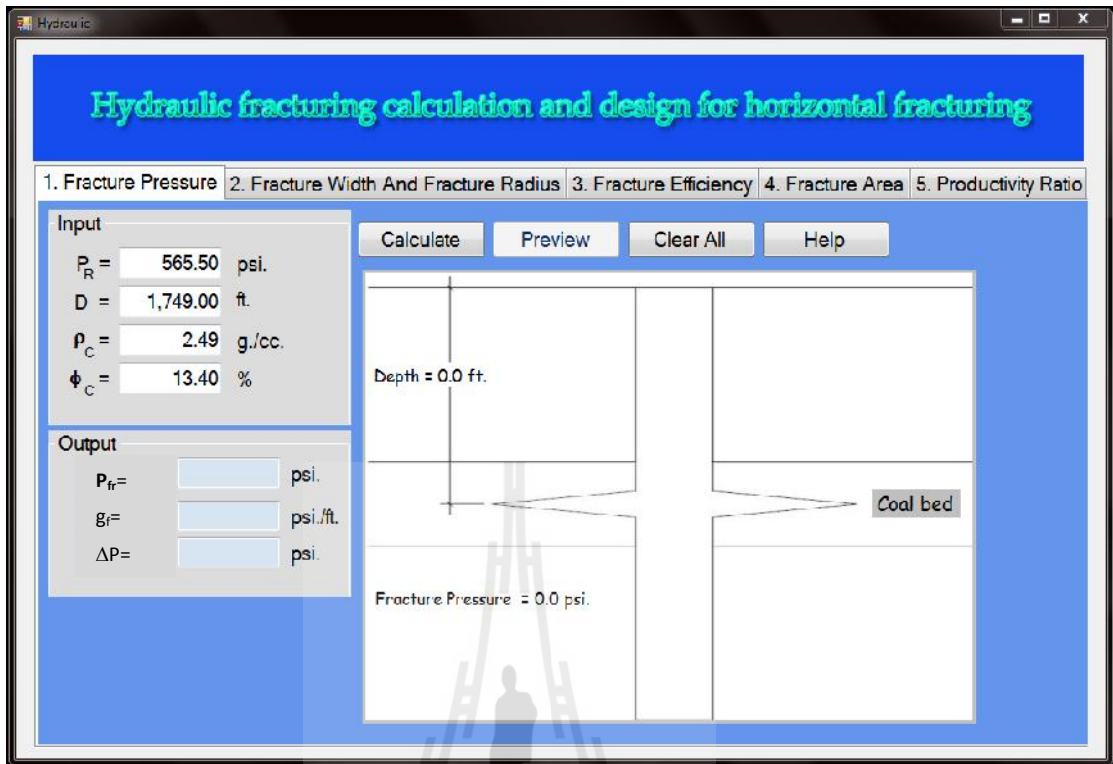 Hydraulic
Hydraulic fracturing calculation and design for horizontal fracturing
1. Fracture Pressure 2. Fracture Width And Fracture Radius 3. Fracture Efficiency 4. Fracture Area 5. Productivity Ratio
Input
P_R = 565.50 psi.
D = 1,749.00 ft.
ρ_C = 2.49 g./cc.
ϕ_C = 13.40 %
Output
P_fr= psi.
g_f= psi./ft.
ΔP= psi.
Calculate Preview Clear All Help
Depth = 0.0 ft.
Coal bed
Fracture Pressure = 0.0 psi.